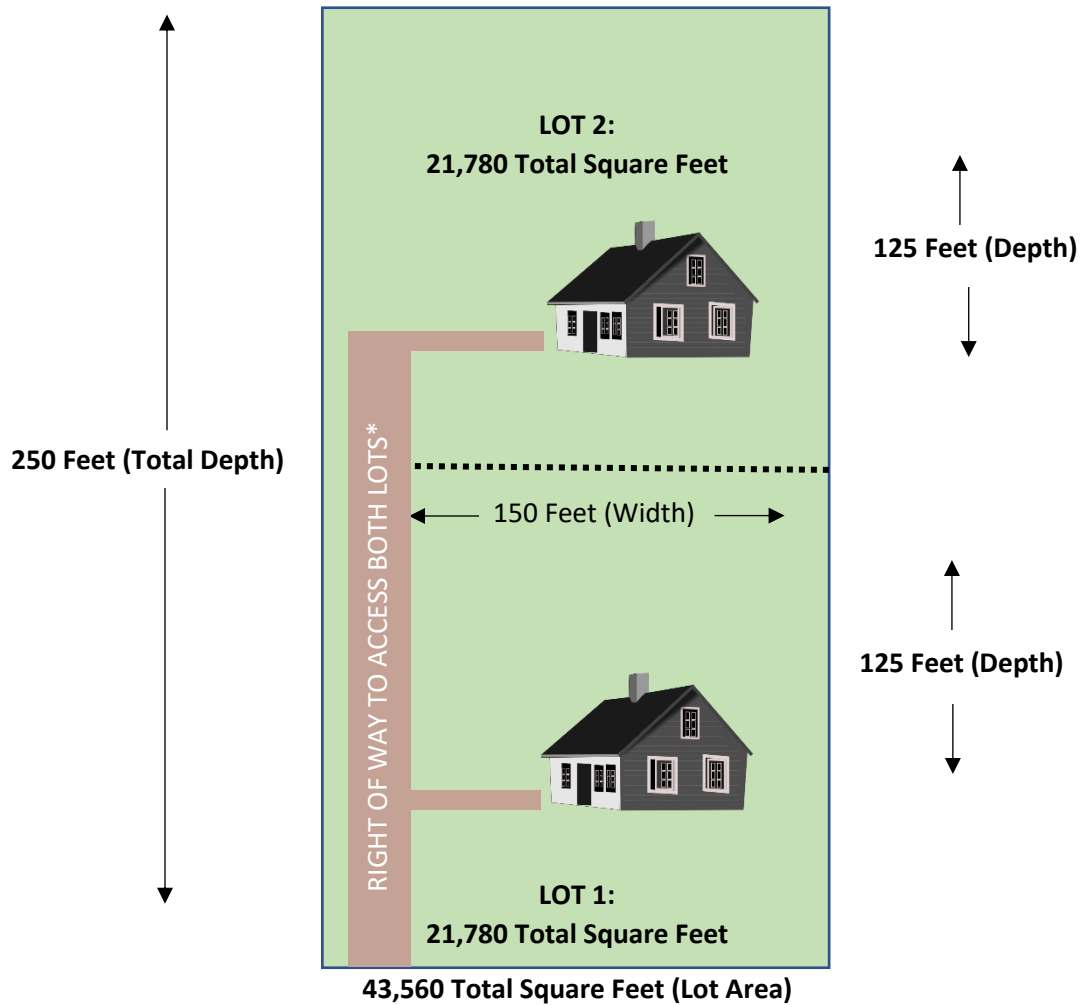 LOT 2:
21,780 Total Square Feet
125 Feet (Depth)
250 Feet (Total Depth)
RIGHT OF WAY TO ACCESS BOTH LOTS*
150 Feet (Width)
125 Feet (Depth)
LOT 1:
21,780 Total Square Feet
43,560 Total Square Feet (Lot Area)